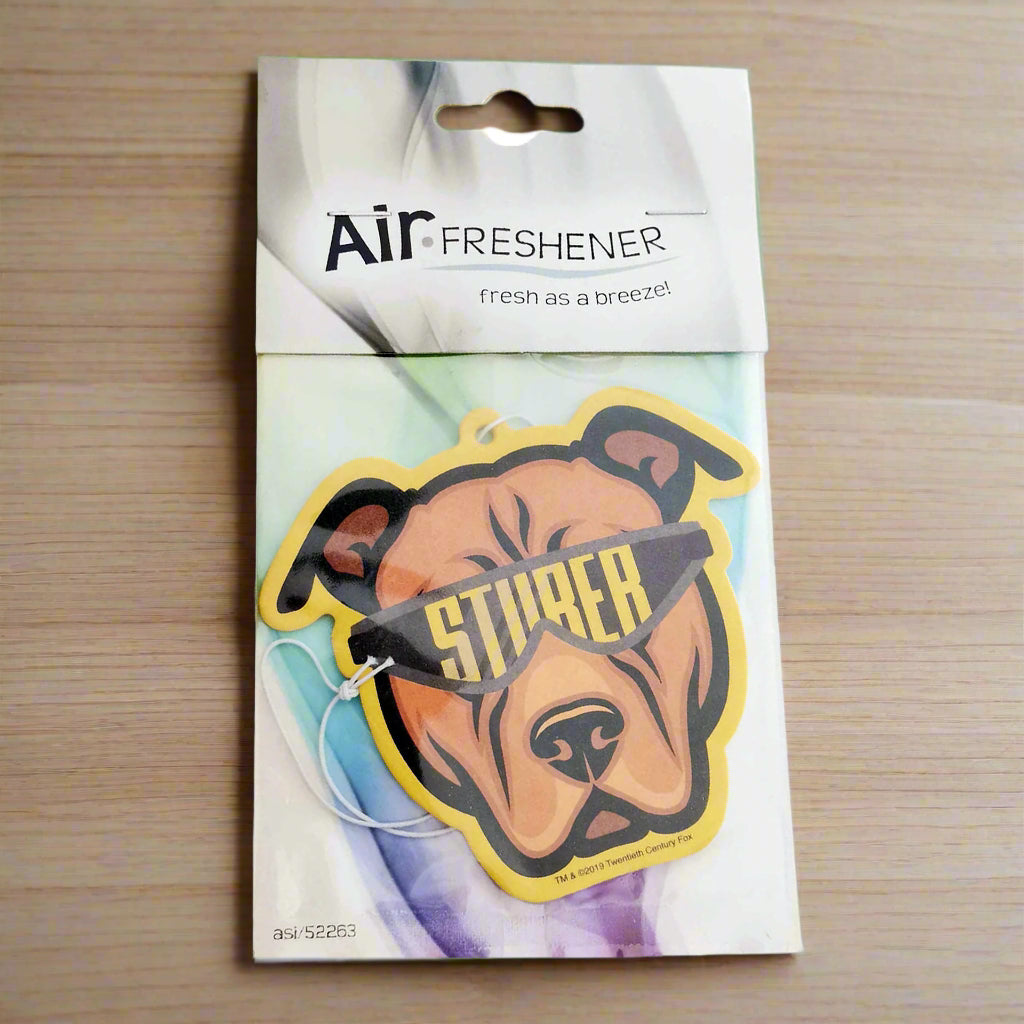 Air FRESHENER
fresh as a breeze!
STUBER
TM & ©2019 Twentieth Century Fox
asi/52263